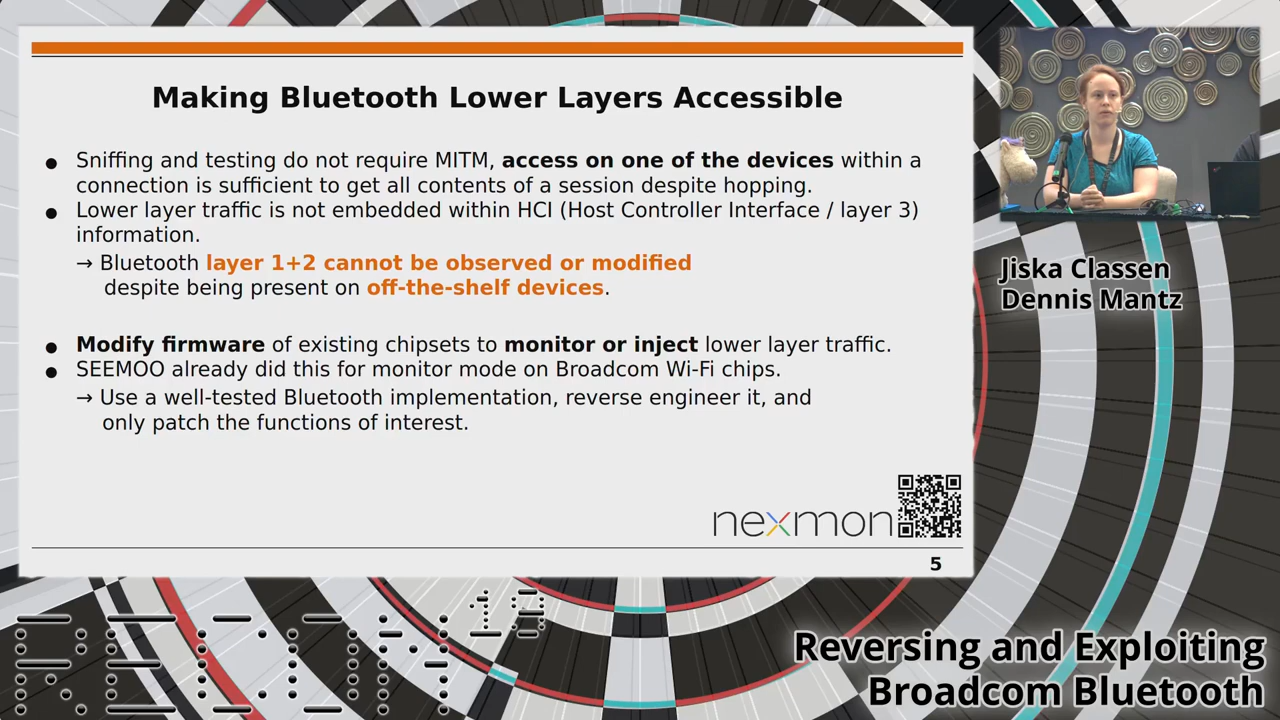 Making Bluetooth Lower Layers Accessible
● Sniffing and testing do not require MITM, access on one of the devices within a
connection is sufficient to get all contents of a session despite hopping.
● Lower layer traffic is not embedded within HCI (Host Controller Interface / layer 3)
information.
→ Bluetooth layer 1+2 cannot be observed or modified
despite being present on off-the-shelf devices.
● Modify firmware of existing chipsets to monitor or inject lower layer traffic.
● SEEMOO already did this for monitor mode on Broadcom Wi-Fi chips.
→ Use a well-tested Bluetooth implementation, reverse engineer it, and
only patch the functions of interest.
nexmon
5
Jiska Classen
Dennis Mantz
RECON 18
Reversing and Exploiting
Broadcom Bluetooth